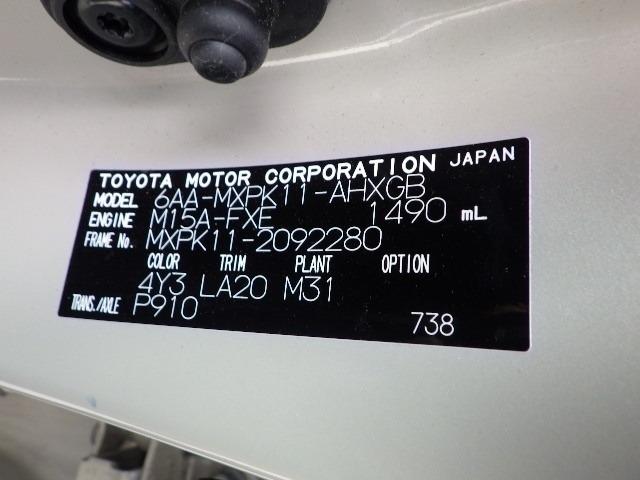 TOYOTA MOTOR CORPORATION JAPAN
MODEL 6AA-MXPK11-AHXGB
ENGINE M15A-FXE 1490 mL
FRAME No. MXPK11-2092280
COLOR TRIM PLANT OPTION
4Y3 LA20 M31
TRANS./AXLE P910
738